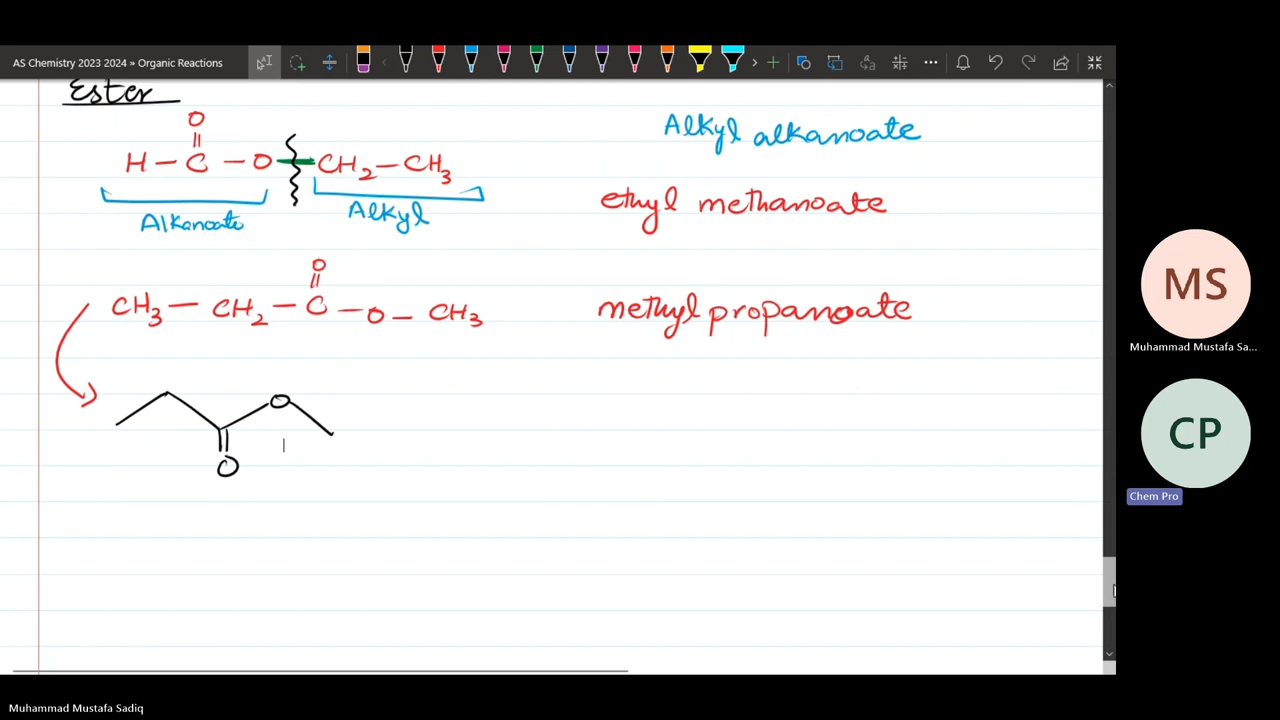 AS Chemistry 2023 2024 » Organic Reactions
Ester
O
||
H — C — O — CH₂ — CH₃
Alkanoate
Alkyl
Alkyl alkanoate
ethyl methanoate
O
||
CH₃ — CH₂ — C — O — CH₃
methyl propanoate
O
O
MS
Muhammad Mustafa Sa...
CP
Chem Pro
Muhammad Mustafa Sadiq